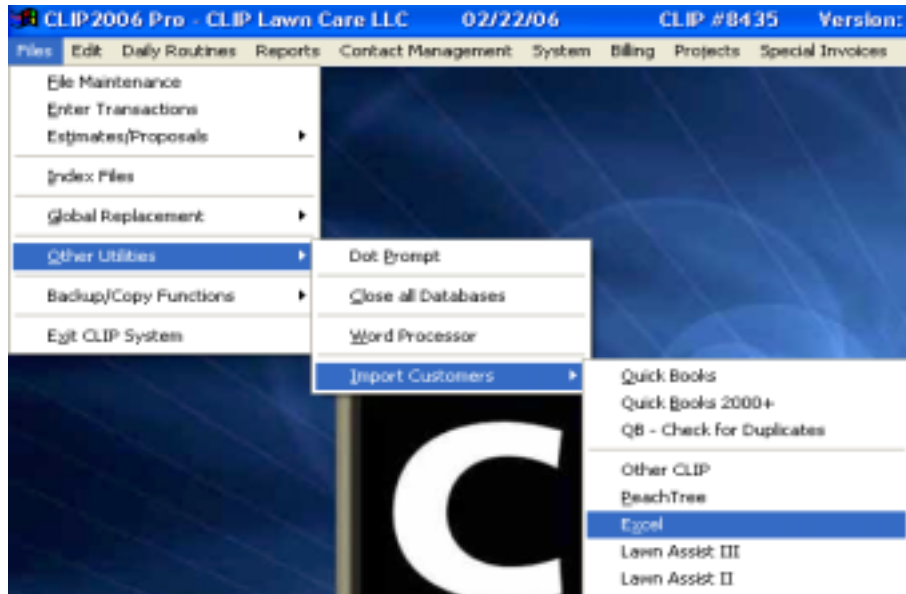 CLIP2006 Pro - CLIP Lawn Care LLC 02/22/06 CLIP #8435 Version:
Files Edit Daily Routines Reports Contact Management System Billing Projects Special Invoices
File Maintenance
Enter Transactions
Estimates/Proposals
Index Files
Global Replacement
Other Utilities
Backup/Copy Functions
Exit CLIP System
Dot Prompt
Close all Databases
Word Processor
Import Customers
Quick Books
Quick Books 2000+
QB - Check for Duplicates
Other CLIP
PeachTree
Excel
Lawn Assist III
Lawn Assist II
C